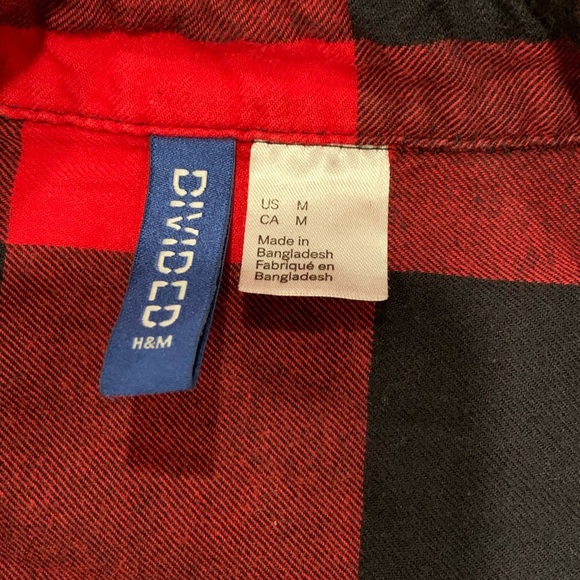 DIVIDED
H&M
US M
CA M
Made in
Bangladesh
Fabriqué en
Bangladesh